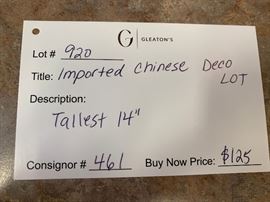 G | GLEATON'S
Lot # 920
Title: Imported Chinese Deco
LOT
Description:
Tallest 14"
Consignor # 461 Buy Now Price: $125